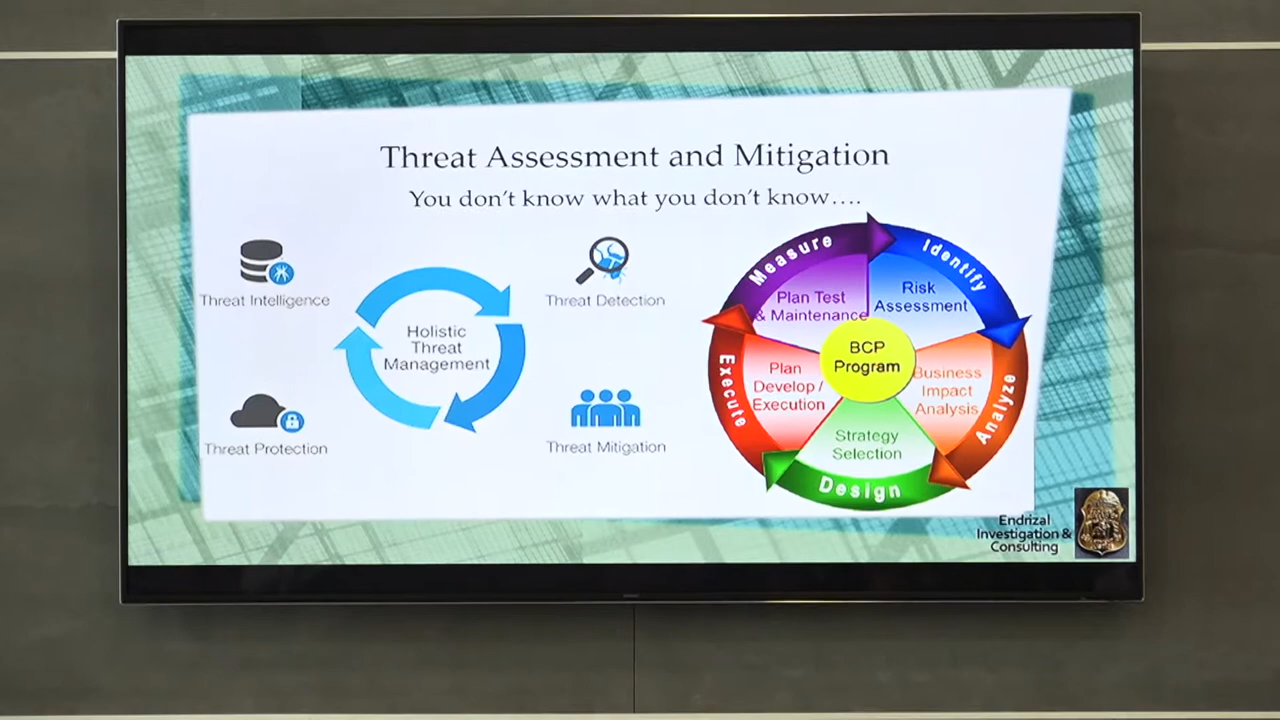 Threat Assessment and Mitigation
You don't know what you don't know....
Threat Intelligence
Threat Detection
Holistic
Threat
Management
Threat Protection
Threat Mitigation
Measure
Identify
Analyze
Design
Execute
Plan Test
& Maintenance
Risk
Assessment
BCP
Program
Business
Impact
Analysis
Plan
Develop /
Execution
Strategy
Selection
Endrizal
Investigation &
Consulting